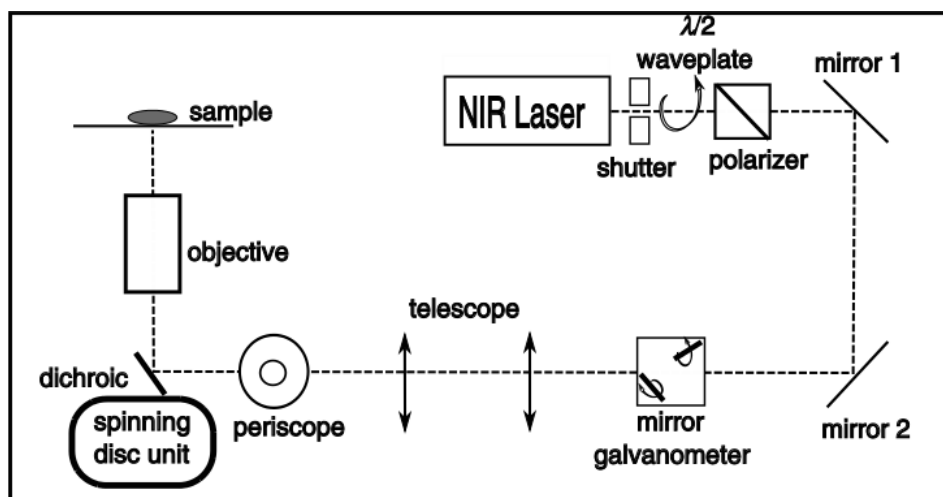 λ/2
waveplate
mirror 1
NIR Laser
sample
shutter
polarizer
objective
telescope
dichroic
periscope
mirror
galvanometer
mirror 2
spinning
disc unit